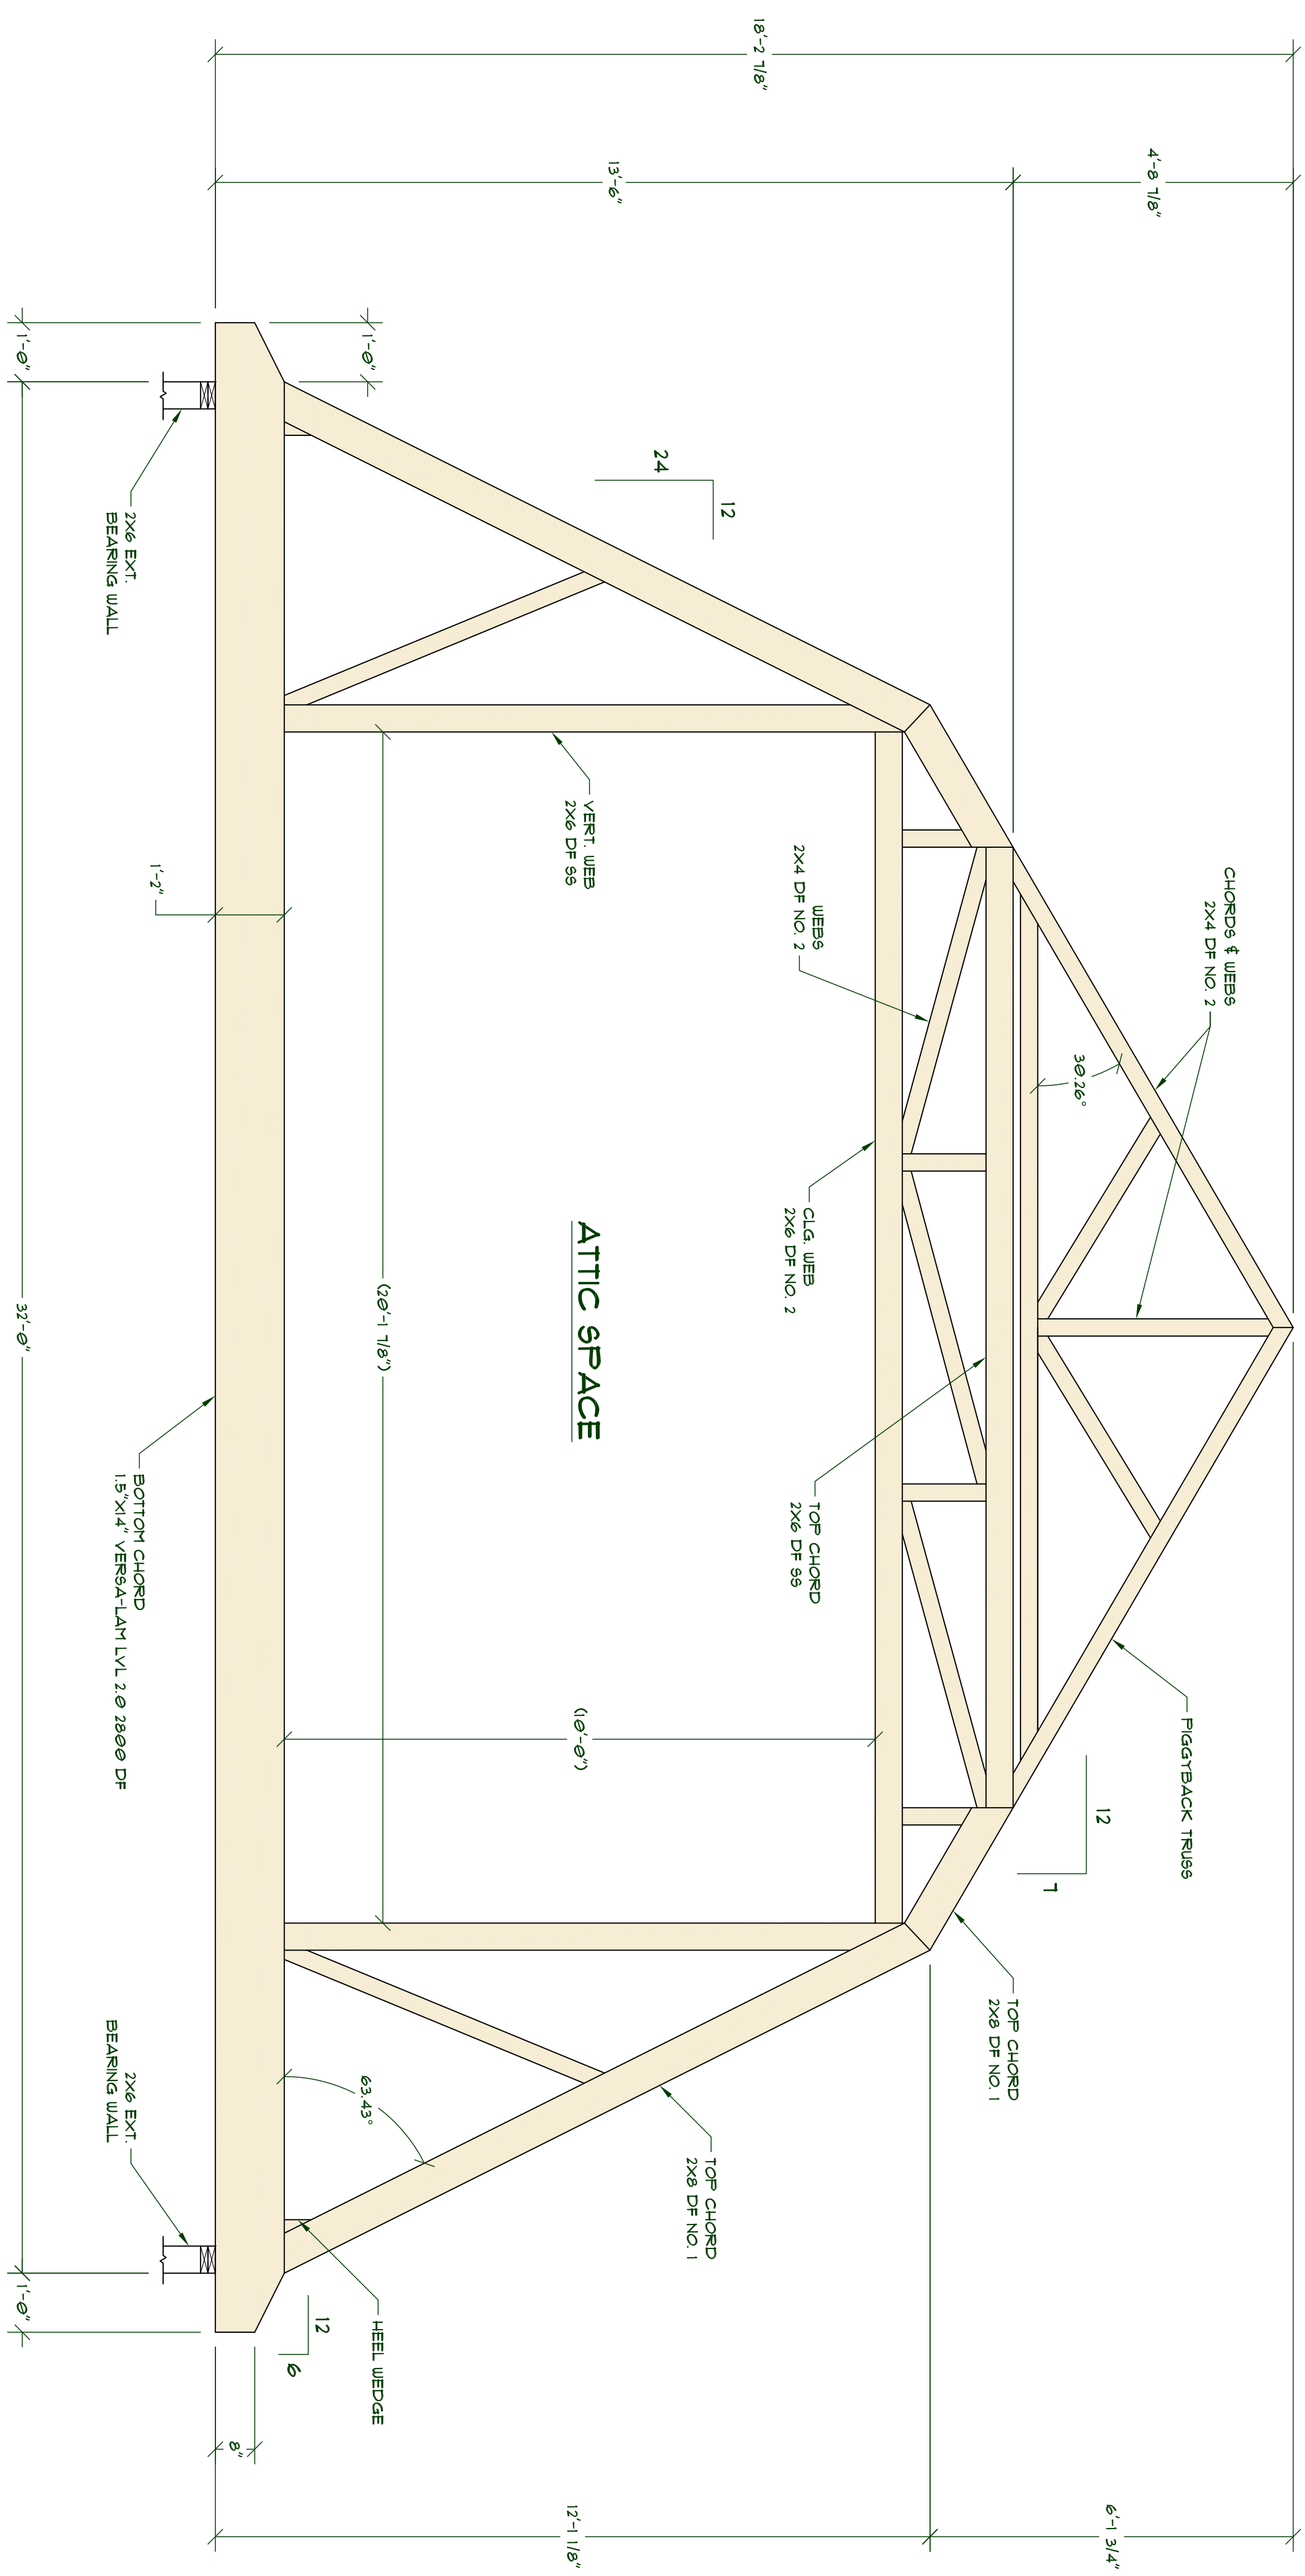 CHORDS & WEBS
2X4 DF NO. 2
PIGGYBACK TRUSS
4'-8 7/8"
6'-1 3/4"
30.26°
12
7
TOP CHORD
2X8 DF NO. 1
18'-2 7/8"
WEBS
2X4 DF NO. 2
CLG. WEB
2X6 DF NO. 2
TOP CHORD
2X6 DF SS
12
24
TOP CHORD
2X8 DF NO. 1
13'-6"
VERT. WEB
2X6 DF SS
ATTIC SPACE
(10'-0")
12'-1 1/8"
(20'-1 7/8")
63.43°
HEEL WEDGE
1'-0"
12
6
8"
1'-2"
2X6 EXT.
BEARING WALL
BOTTOM CHORD
1.5"X14" VERSA-LAM LVL 2.0 2800 DF
2X6 EXT.
BEARING WALL
1'-0"
32'-0"
1'-0"